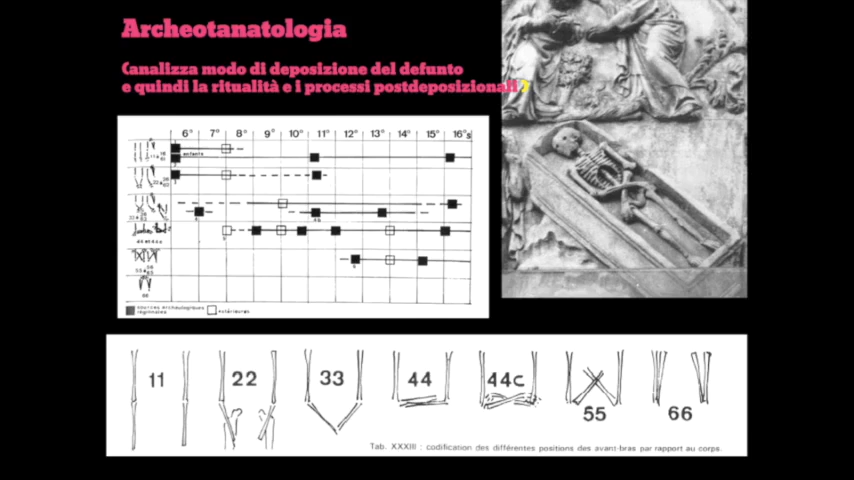 Archeotanatologia
(analizza modo di deposizione del defunto
e quindi la ritualità e i processi postdeposizionali)
6° 7° 8° 9° 10° 11° 12° 13° 14° 15° 16°s
enfants
sources archeologiques
régionales
extérieures
11 22 33 44 44c 55 66
Tab. XXXIII : codification des différentes positions des avant-bras par rapport au corps.